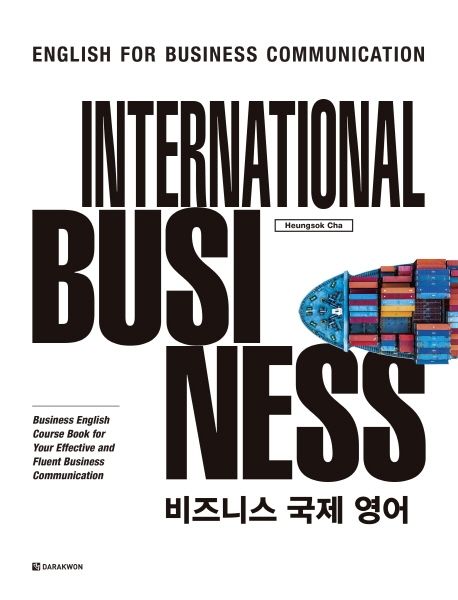 ENGLISH FOR BUSINESS COMMUNICATION
INTERNATIONAL
BUSI
Heungsok Cha
NESS
Business English
Course Book for
Your Effective and
Fluent Business
Communication
비즈니스 국제 영어
DARAKWON